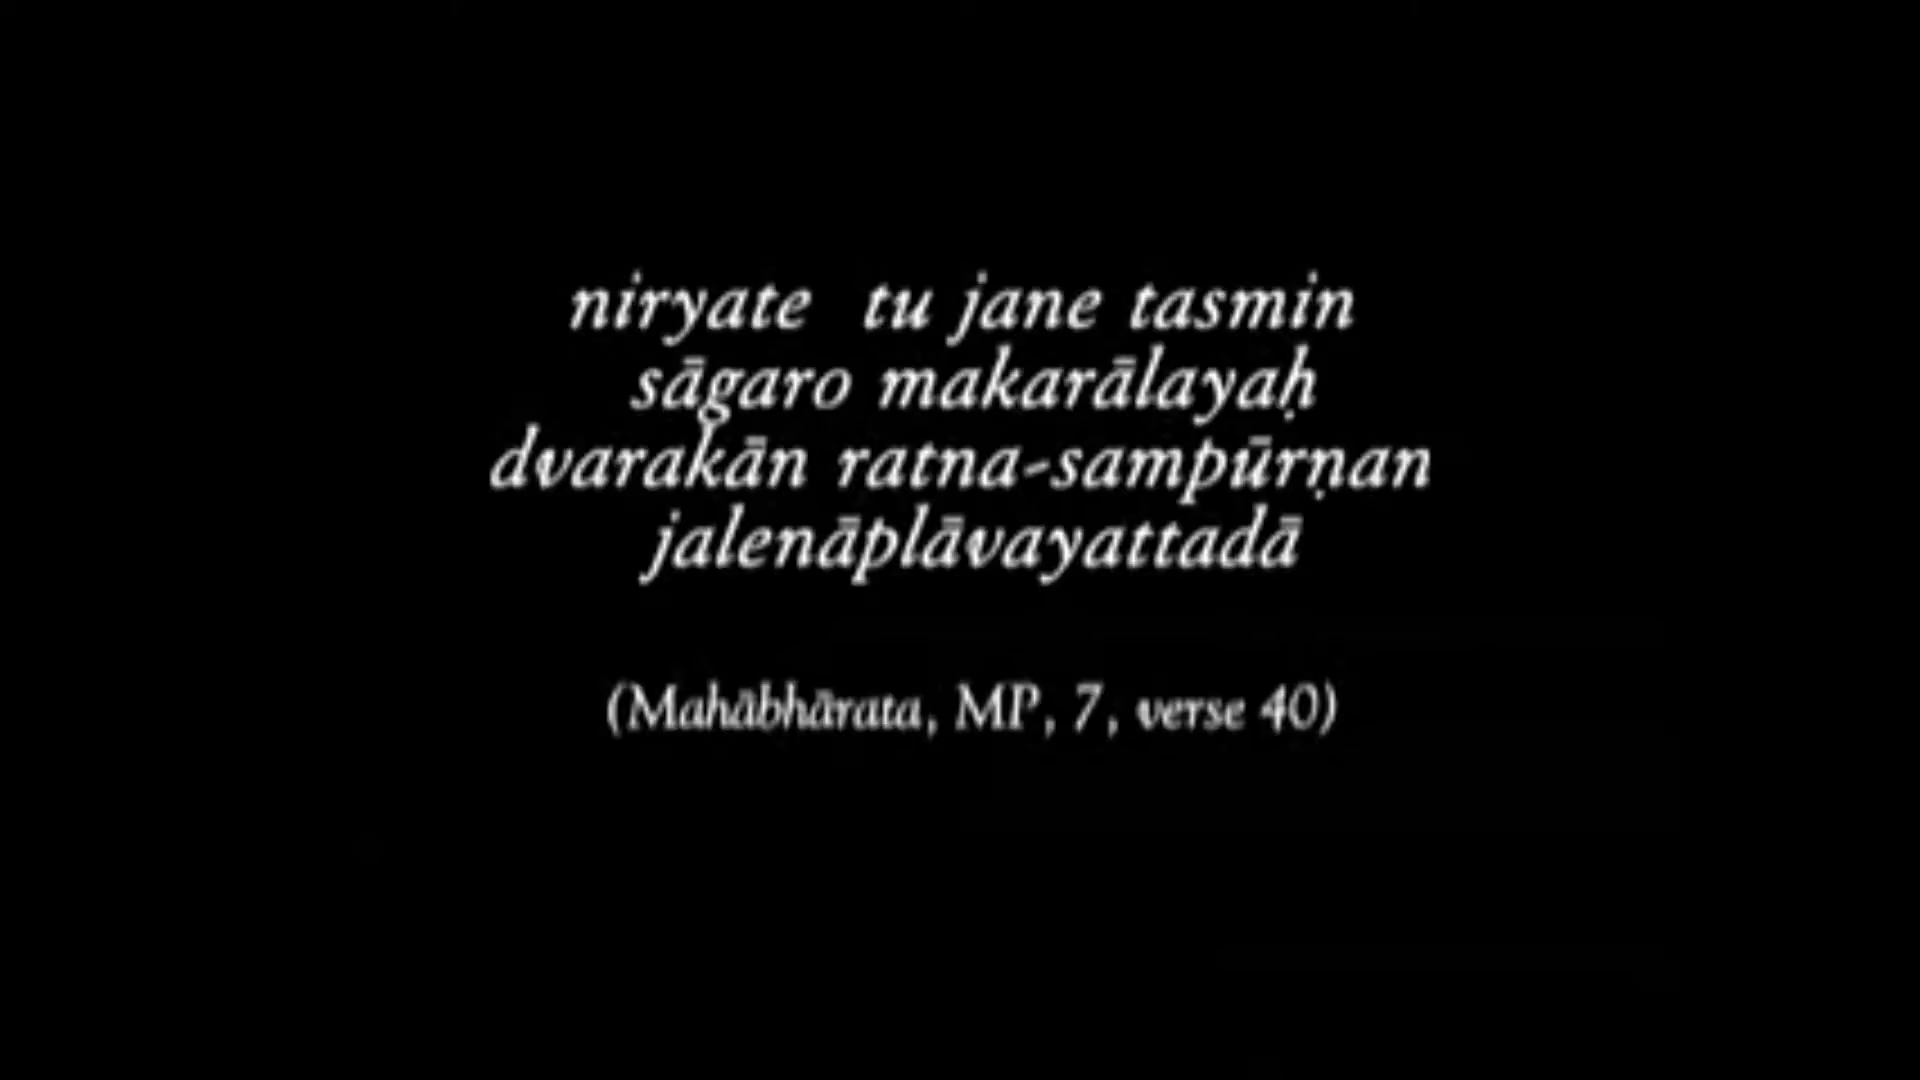 niryate tu jane tasmin
sāgaro makarālayaḥ
dvarakān ratna-sampūrṇan
jalenāplāvayattadā
(Mahābhārata, MP, 7, verse 40)